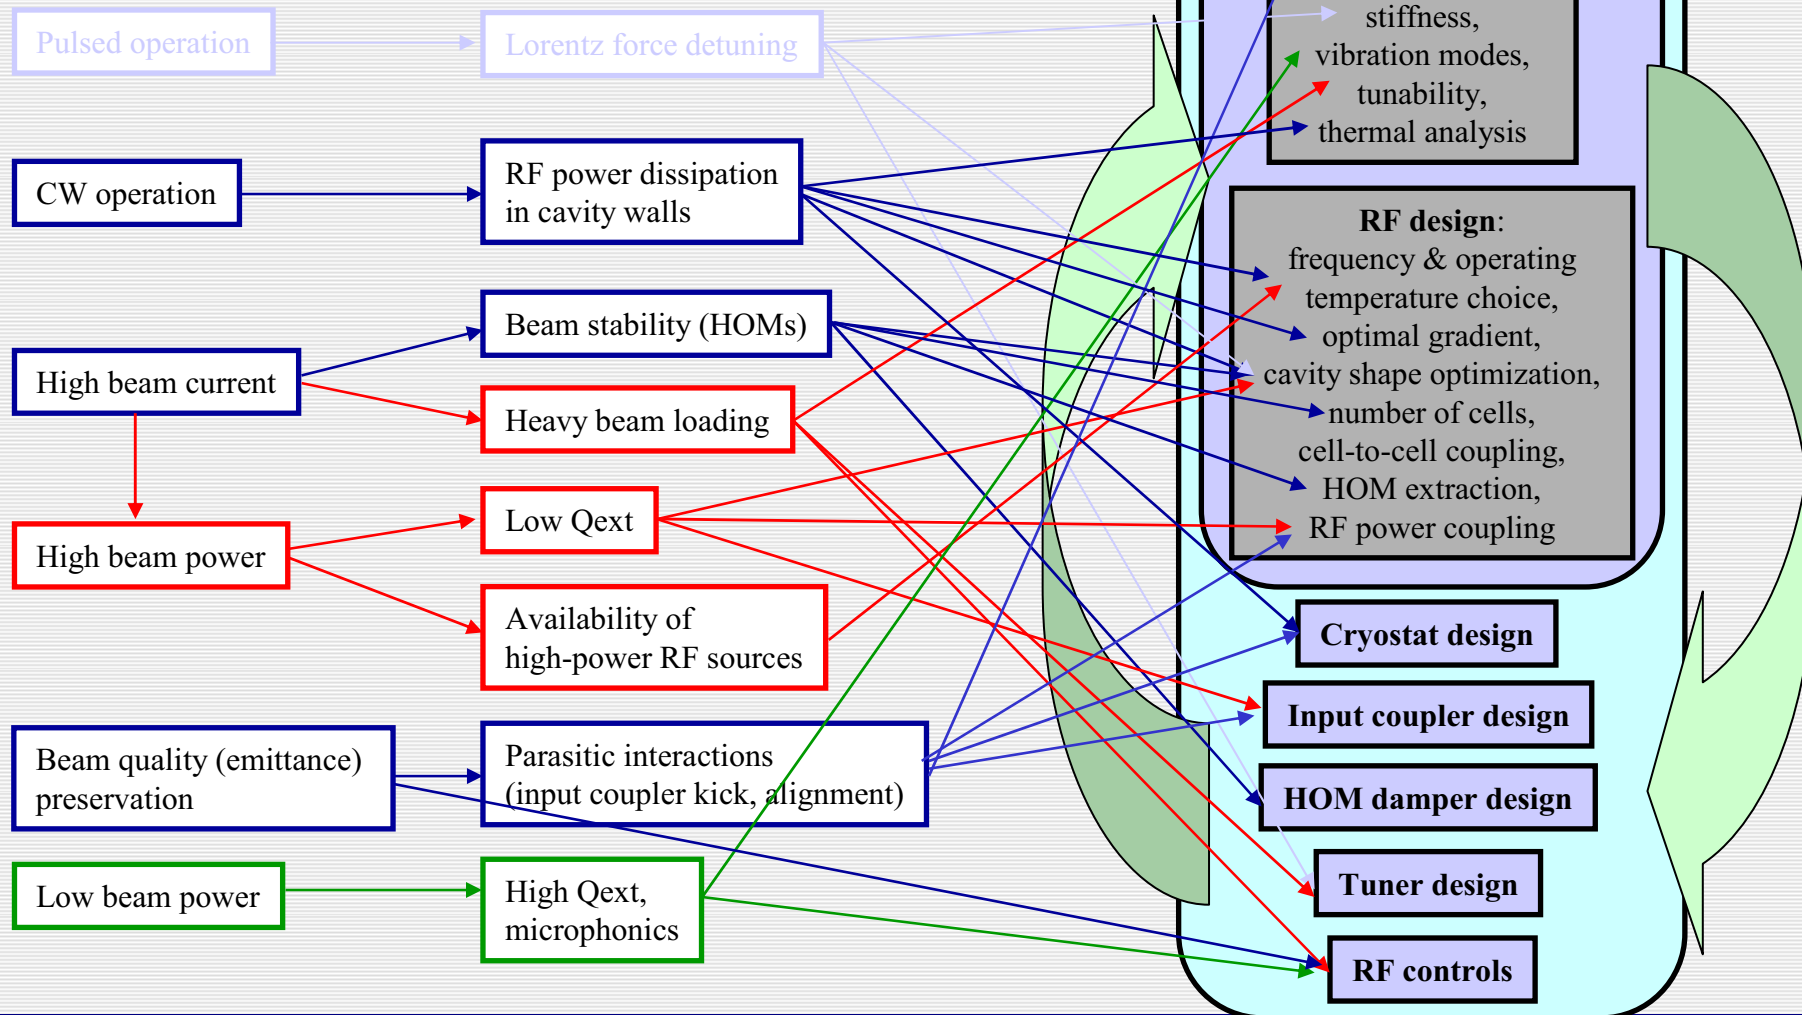 Pulsed operation
Lorentz force detuning
CW operation
RF power dissipation
in cavity walls
High beam current
Beam stability (HOMs)
Heavy beam loading
High beam power
Low Qext
Availability of
high-power RF sources
Beam quality (emittance)
preservation
Parasitic interactions
(input coupler kick, alignment)
Low beam power
High Qext,
microphonics
stiffness,
vibration modes,
tunability,
thermal analysis
RF design:
frequency & operating
temperature choice,
optimal gradient,
cavity shape optimization,
number of cells,
cell-to-cell coupling,
HOM extraction,
RF power coupling
Cryostat design
Input coupler design
HOM damper design
Tuner design
RF controls